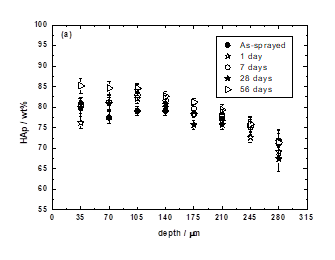 (a)
As-sprayed
1 day
7 days
28 days
56 days
100
95
90
85
80
75
70
65
60
55
HAp / wt%
0 35 70 105 140 175 210 245 280 315
depth / μm